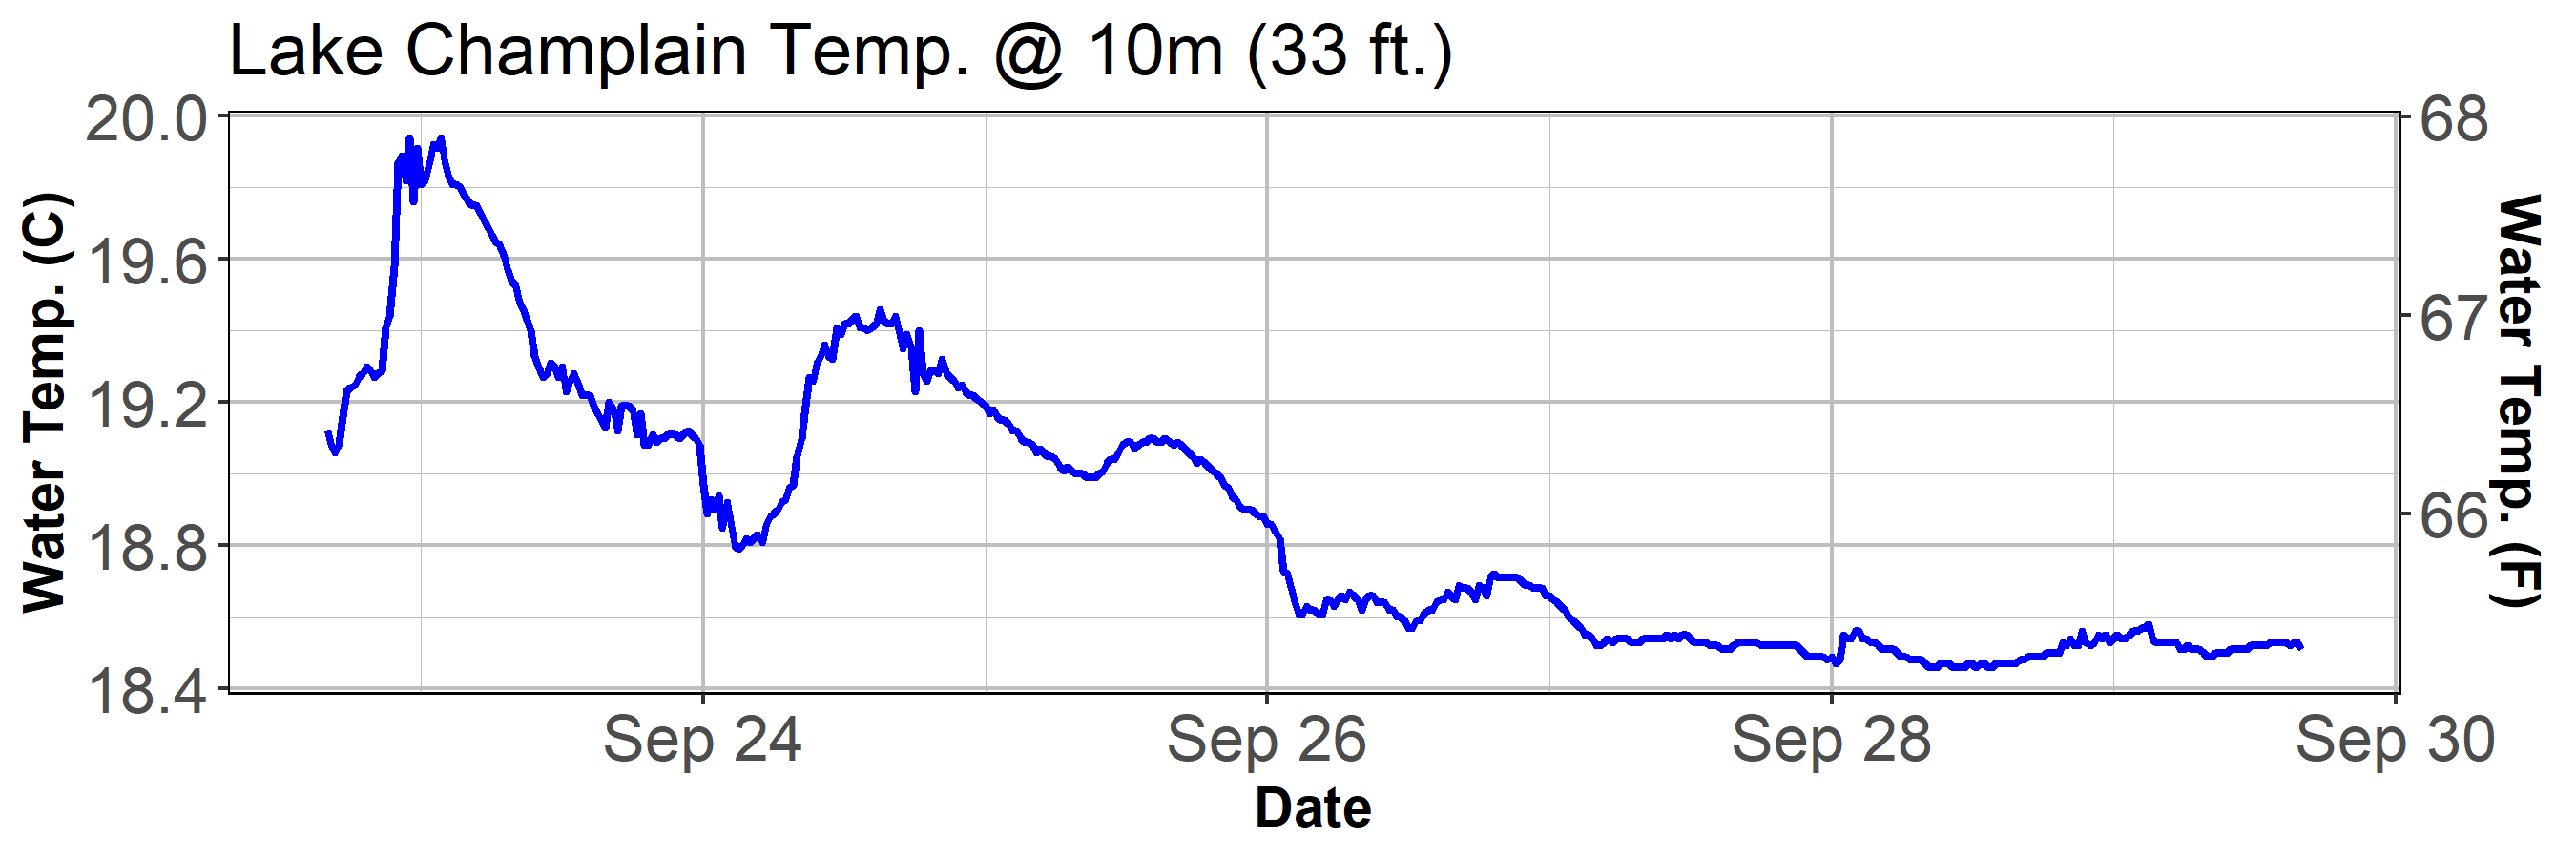 Lake Champlain Temp. @ 10m (33 ft.)
20.0
19.6
19.2
18.8
18.4
Water Temp. (C)
68
67
66
Water Temp. (F)
Sep 24
Sep 26
Sep 28
Sep 30
Date